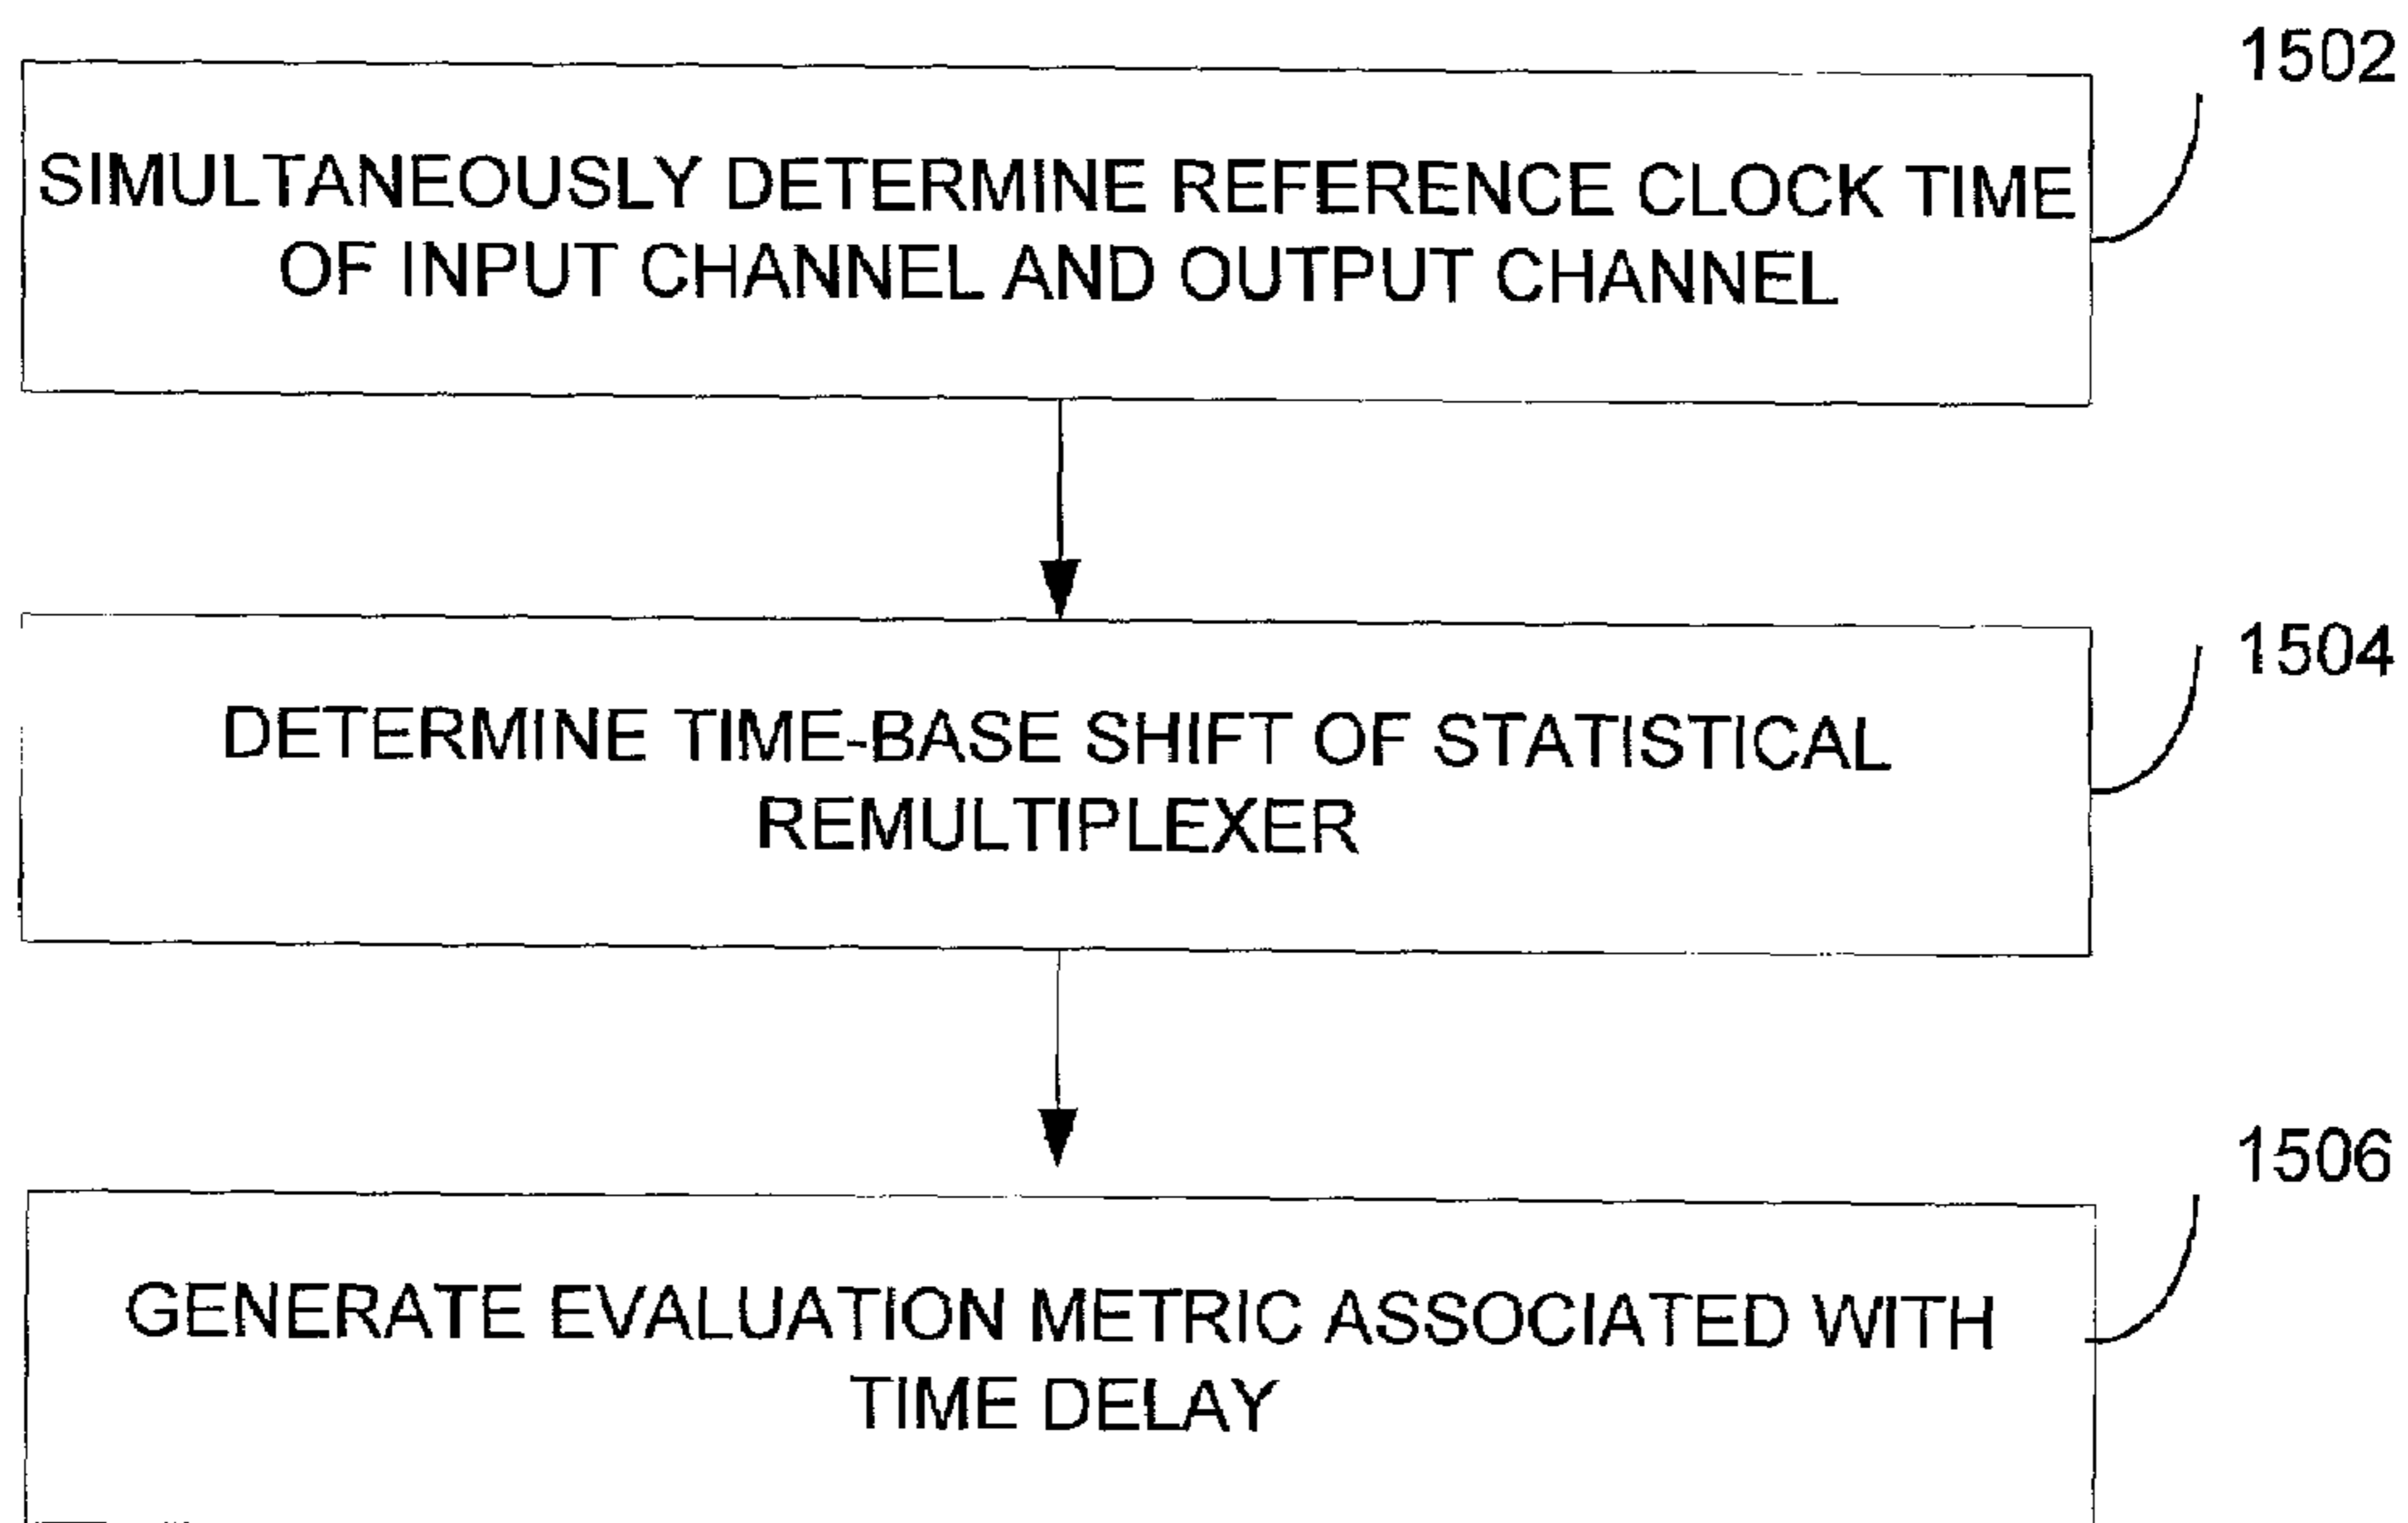 1502
SIMULTANEOUSLY DETERMINE REFERENCE CLOCK TIME
OF INPUT CHANNEL AND OUTPUT CHANNEL
1504
DETERMINE TIME-BASE SHIFT OF STATISTICAL
REMULTIPLEXER
1506
GENERATE EVALUATION METRIC ASSOCIATED WITH
TIME DELAY